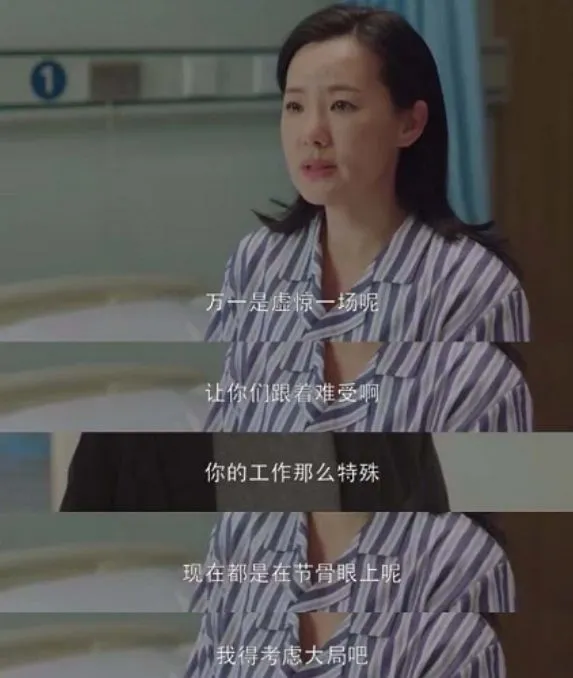 1
万一是虚惊一场呢
让你们跟着难受啊
你的工作那么特殊
现在都是在节骨眼上呢
我得考虑大局吧